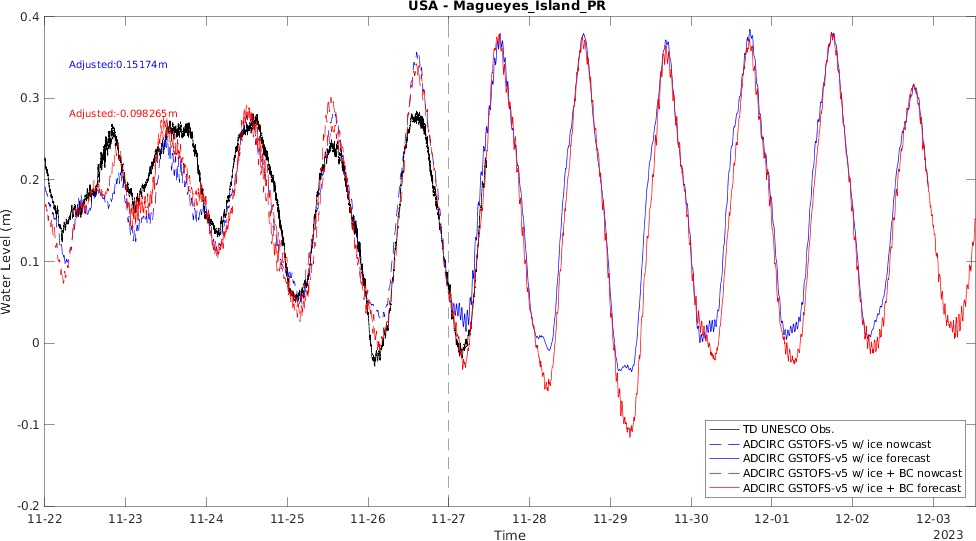 USA - Magueyes_Island_PR
0.4
0.3
0.2
0.1
0
-0.1
-0.2
Water Level (m)
Adjusted:0.15174m
Adjusted:-0.098265m
TD UNESCO Obs.
ADCIRC GSTOFS-v5 w/ ice nowcast
ADCIRC GSTOFS-v5 w/ ice forecast
ADCIRC GSTOFS-v5 w/ ice + BC nowcast
ADCIRC GSTOFS-v5 w/ ice + BC forecast
11-22 11-23 11-24 11-25 11-26 11-27 11-28 11-29 11-30 12-01 12-02 12-03
Time
2023